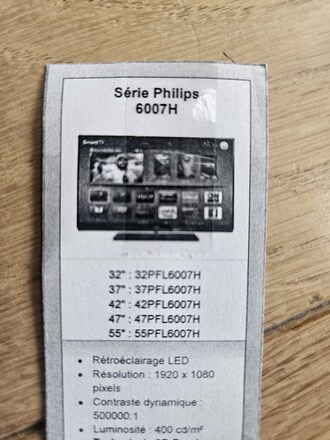 Série Philips
6007H
SmartTV
32" : 32PFL6007H
37" : 37PFL6007H
42" : 42PFL6007H
47" : 47PFL6007H
55" : 55PFL6007H
• Rétroéclairage LED
• Résolution : 1920 x 1080
pixels
• Contraste dynamique :
500000:1
• Luminosité : 400 cd/m²